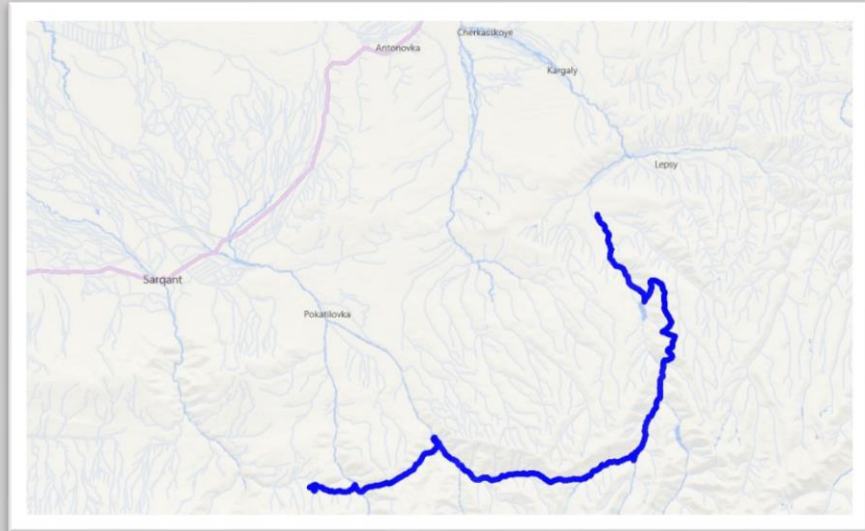 Cherkasskoye
Antonovka
Kargaly
Lepsy
Sarqant
Pokatilovka